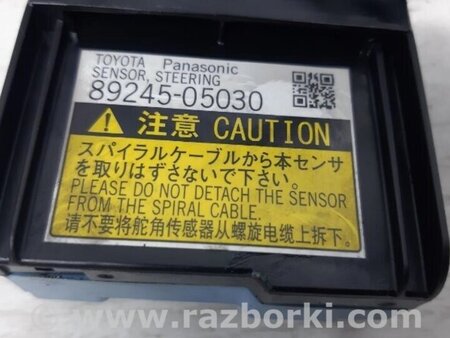 TOYOTA Panasonic
SENSOR, STEERING
89245-05030
注意 CAUTION
スパイラルケーブルから本センサ
を取りはずさないで下さい。
PLEASE DO NOT DETACH THE SENSOR
FROM THE SPIRAL CABLE.
请不要将舵角传感器从螺旋电缆上拆下。
© www.razborki.com